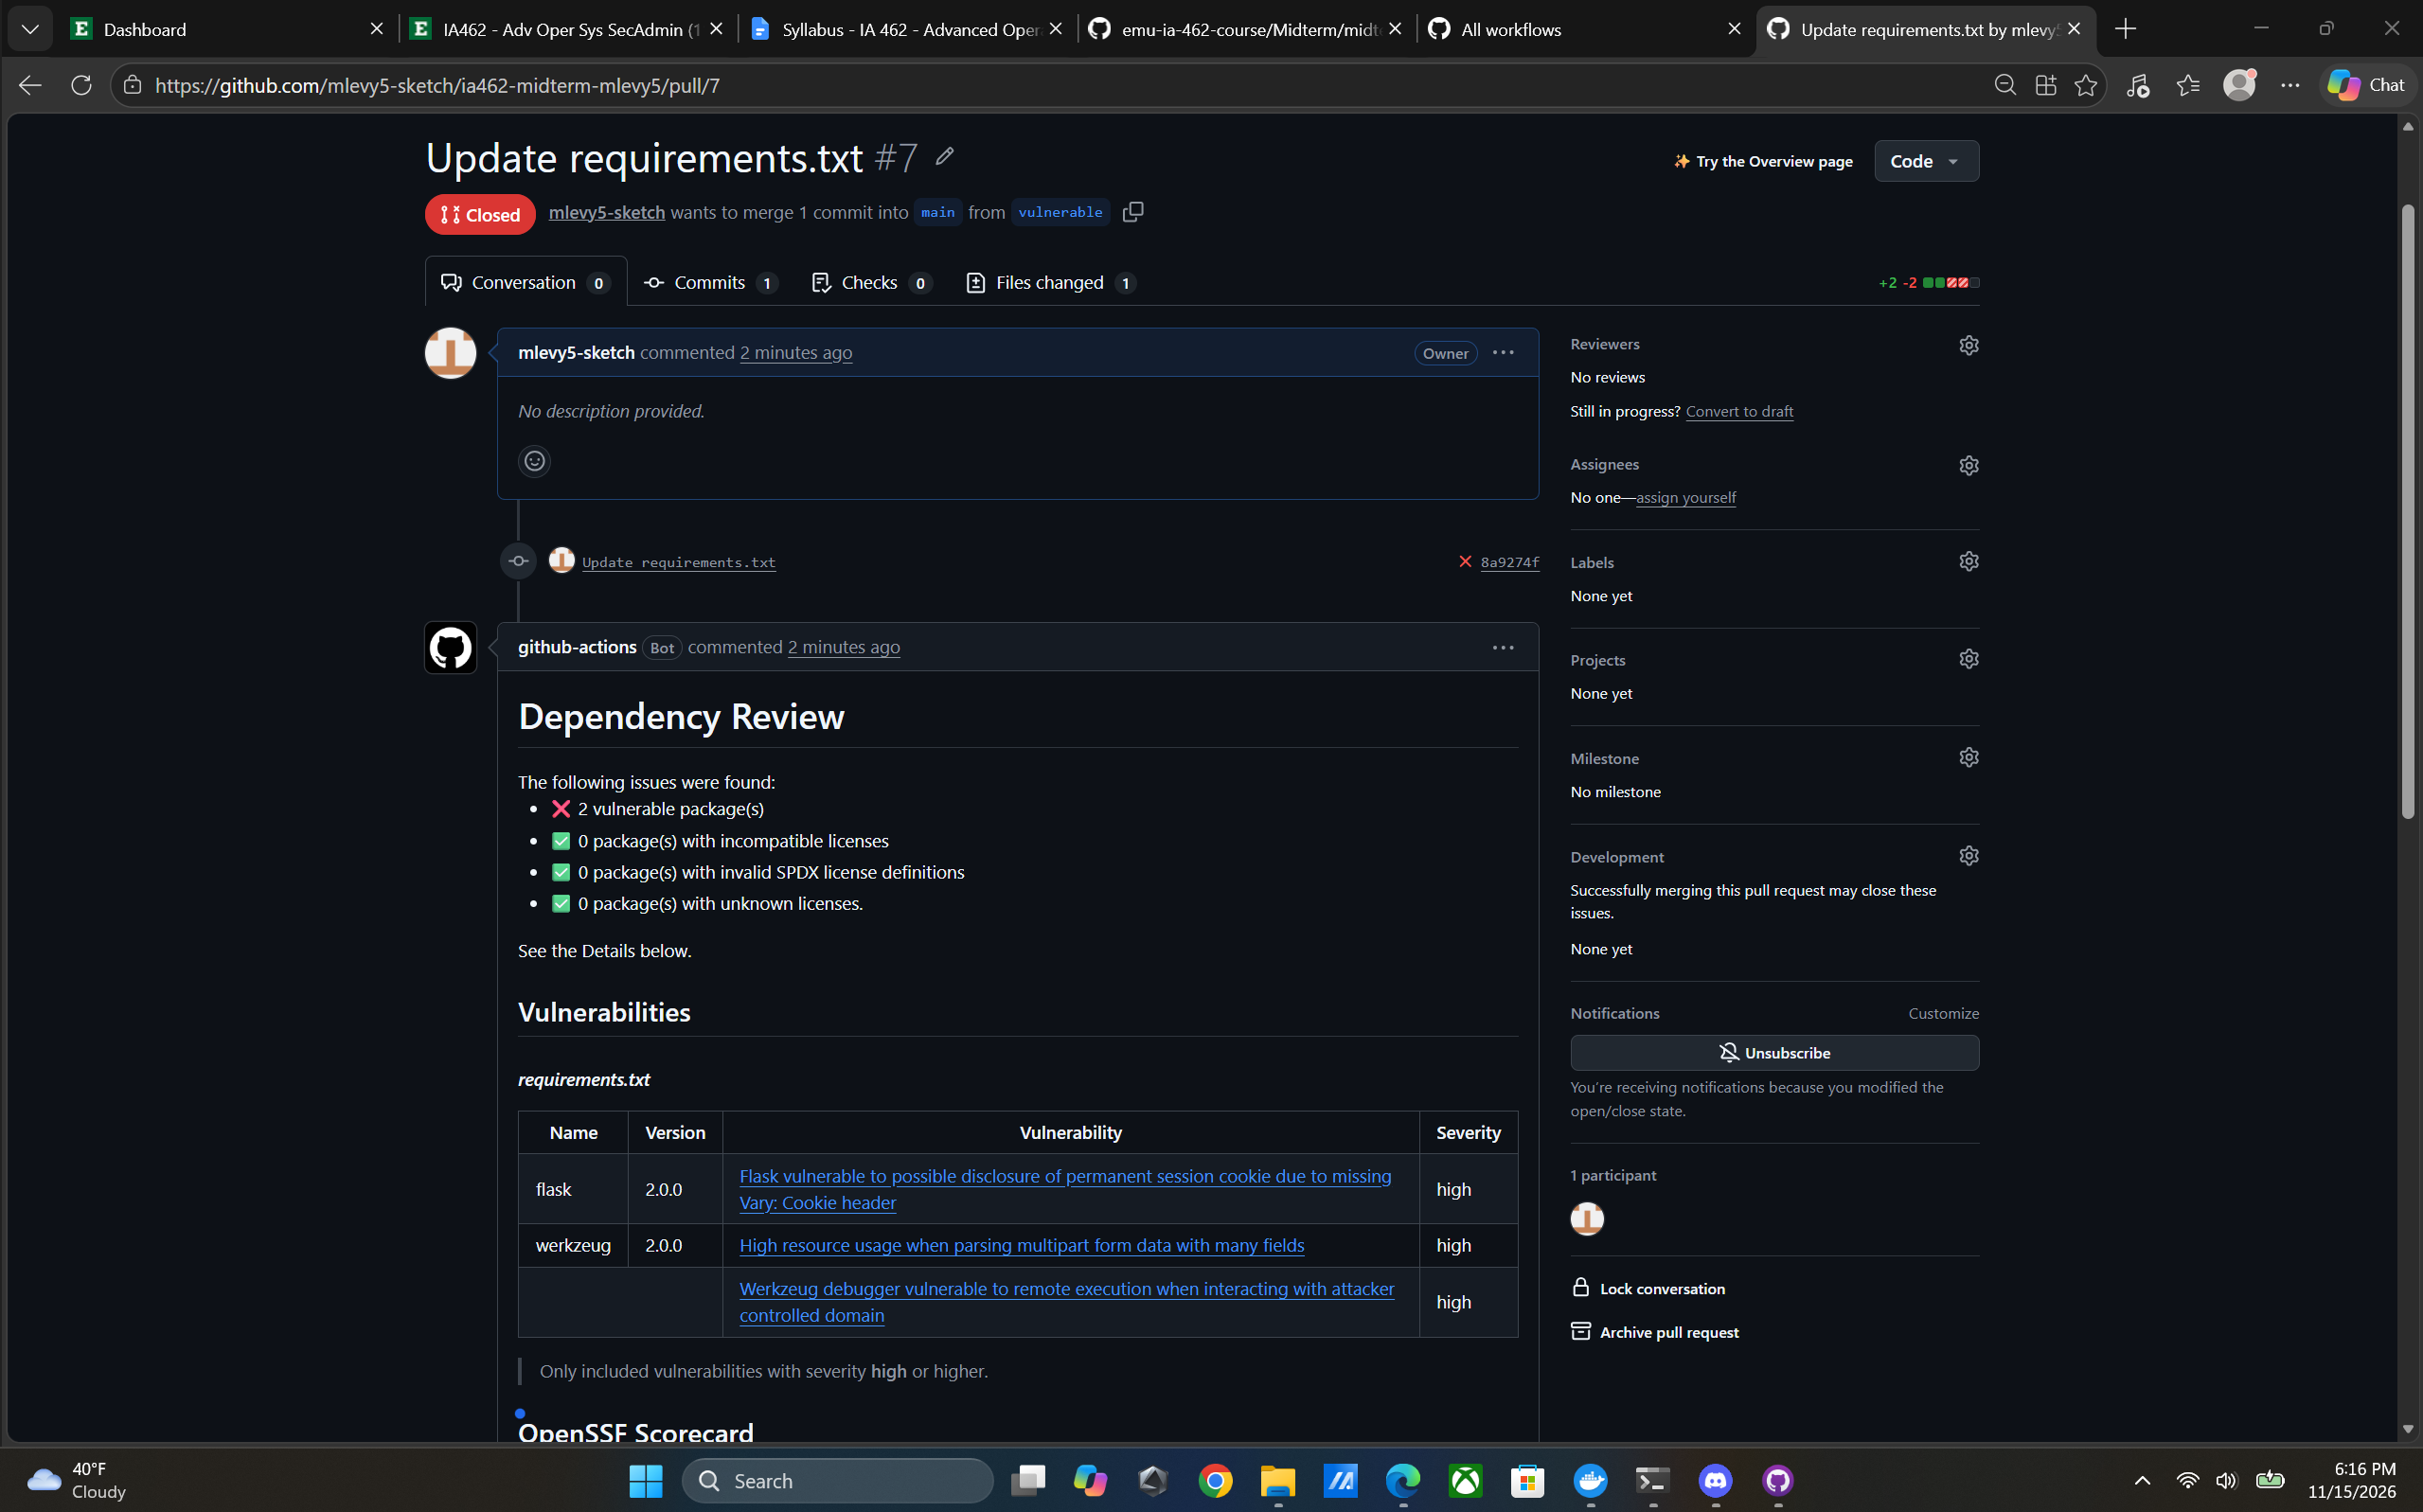 Dashboard
IA462 - Adv Oper Sys SecAdmin (1
Syllabus - IA 462 - Advanced Oper
emu-ia-462-course/Midterm/midt
All workflows
Update requirements.txt by mlevy5
https://github.com/mlevy5-sketch/ia462-midterm-mlevy5/pull/7
Chat
Update requirements.txt #7
Try the Overview page
Code
Closed
mlevy5-sketch wants to merge 1 commit into main from vulnerable
Conversation 0
Commits 1
Checks 0
Files changed 1
+2 -2
mlevy5-sketch commented 2 minutes ago
Owner
No description provided.
Update requirements.txt
8a9274f
github-actions Bot commented 2 minutes ago
Dependency Review
The following issues were found:
2 vulnerable package(s)
0 package(s) with incompatible licenses
0 package(s) with invalid SPDX license definitions
0 package(s) with unknown licenses.
See the Details below.
Vulnerabilities
requirements.txt
Name Version Vulnerability Severity
flask 2.0.0 Flask vulnerable to possible disclosure of permanent session cookie due to missing
Vary: Cookie header
high
werkzeug 2.0.0 High resource usage when parsing multipart form data with many fields high
Werkzeug debugger vulnerable to remote execution when interacting with attacker
controlled domain
high
Only included vulnerabilities with severity high or higher.
OpenSSF Scorecard
Reviewers
No reviews
Still in progress? Convert to draft
Assignees
No one—assign yourself
Labels
None yet
Projects
None yet
Milestone
No milestone
Development
Successfully merging this pull request may close these
issues.
None yet
Notifications
Customize
Unsubscribe
You're receiving notifications because you modified the
open/close state.
1 participant
Lock conversation
Archive pull request
40°F
Cloudy
Search
6:16 PM
11/15/2026